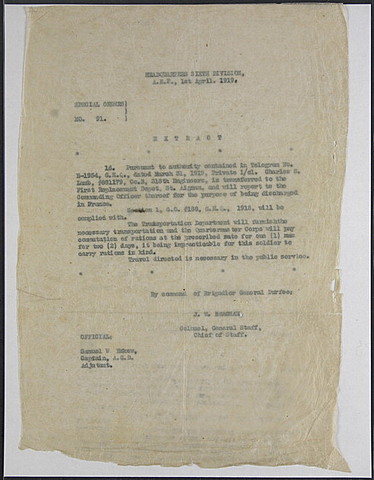 HEADQUARTERS SIXTH DIVISION,
A.E.F., 1st April. 1919.
SPECIAL ORDERS)
)
NO. 91. )
E X T R A C T
* * * * *
16. Pursuant to authority contained in Telegram No.
dated March 31, 1919, Private 1/cl. Charles
Co.D, 318th Engineers, is transferred to the
First Replacement Depot, St. Aignan, and will report to the
Commanding Officer thereof for the purpose of being discharged
in France.
Section 1, G.O. 1918, will be
complied with.
The Transportation Department will furnish the
necessary transportation and the Quartermaster Corps will pay
commutation of rations at the prescribed rate for one (1) man
for two (2) days, it being impracticable for this soldier to
carry rations in kind.
Travel directed is necessary in the public service.
* * * * *
By command of Brigadier General Durfee:
J. W.
Colonel, General Staff,
Chief of Staff.
OFFICIAL:
Samuel W
Captain, A.G.D.
Adjutant.